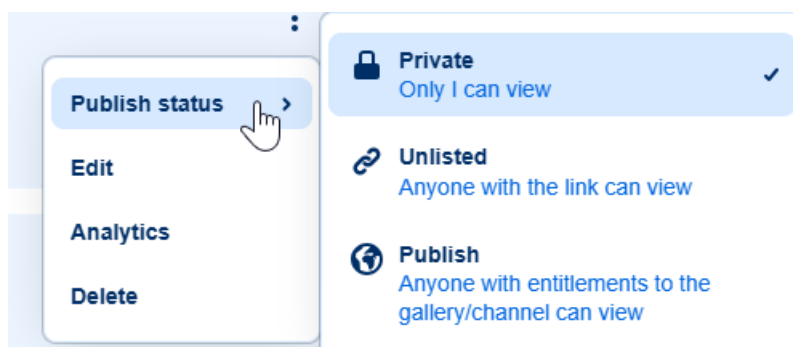 Publish status
Edit
Analytics
Delete
Private
Only I can view
Unlisted
Anyone with the link can view
Publish
Anyone with entitlements to the
gallery/channel can view